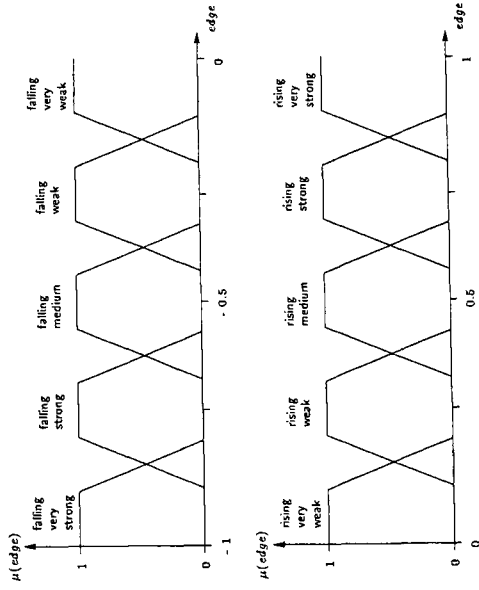 μ(edge)
falling
very
strong
falling
strong
falling
medium
falling
weak
falling
very
weak
1
0
- 1
- 0.5
0
edge
μ(edge)
rising
very
weak
rising
weak
rising
medium
rising
strong
rising
very
strong
1
0
0
0.5
1
edge